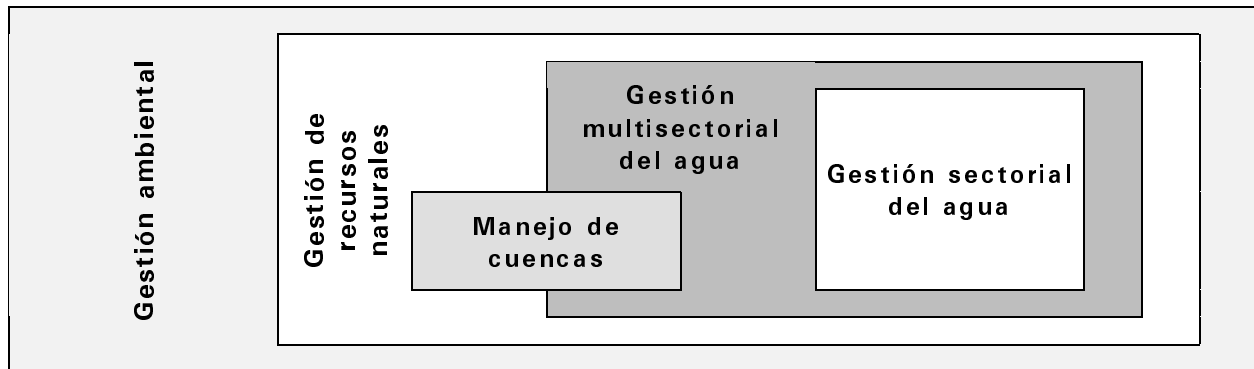 Gestión ambiental
Gestión de
recursos
naturales
Gestión
multisectorial
del agua
Manejo de
cuencas
Gestión sectorial
del agua